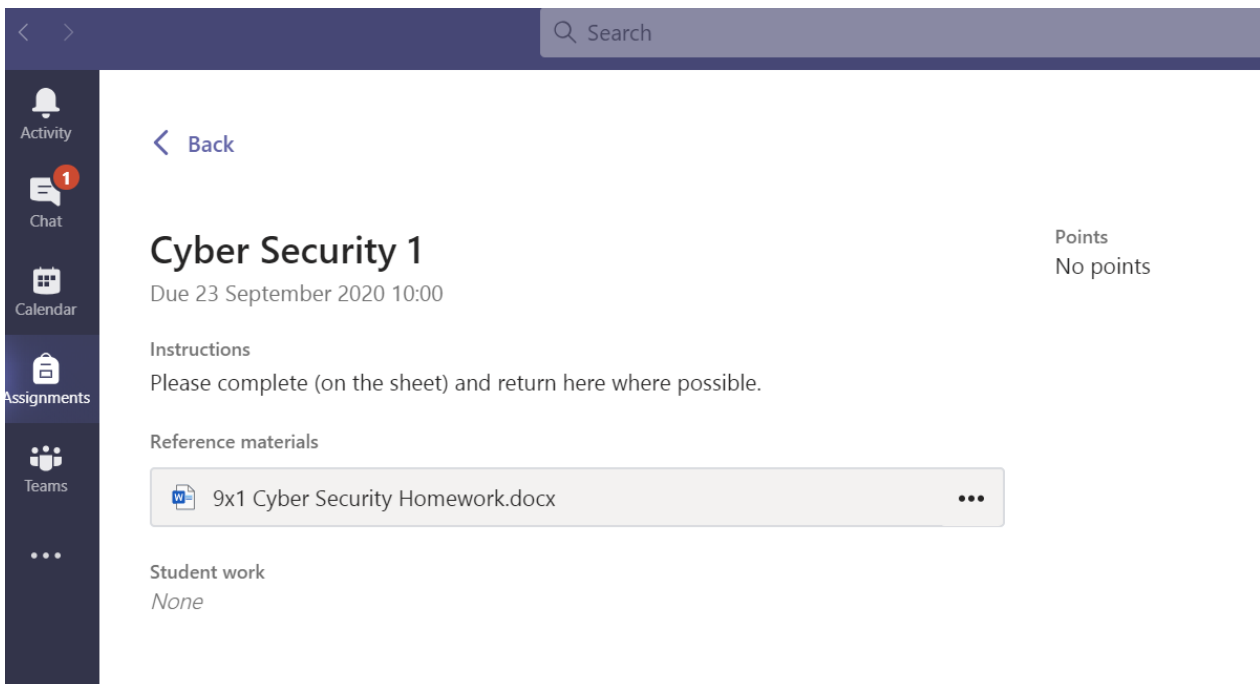 Search
Activity
1
Chat
Calendar
Assignments
Teams
Back
Cyber Security 1
Due 23 September 2020 10:00
Instructions
Please complete (on the sheet) and return here where possible.
Reference materials
9x1 Cyber Security Homework.docx
Student work
None
Points
No points